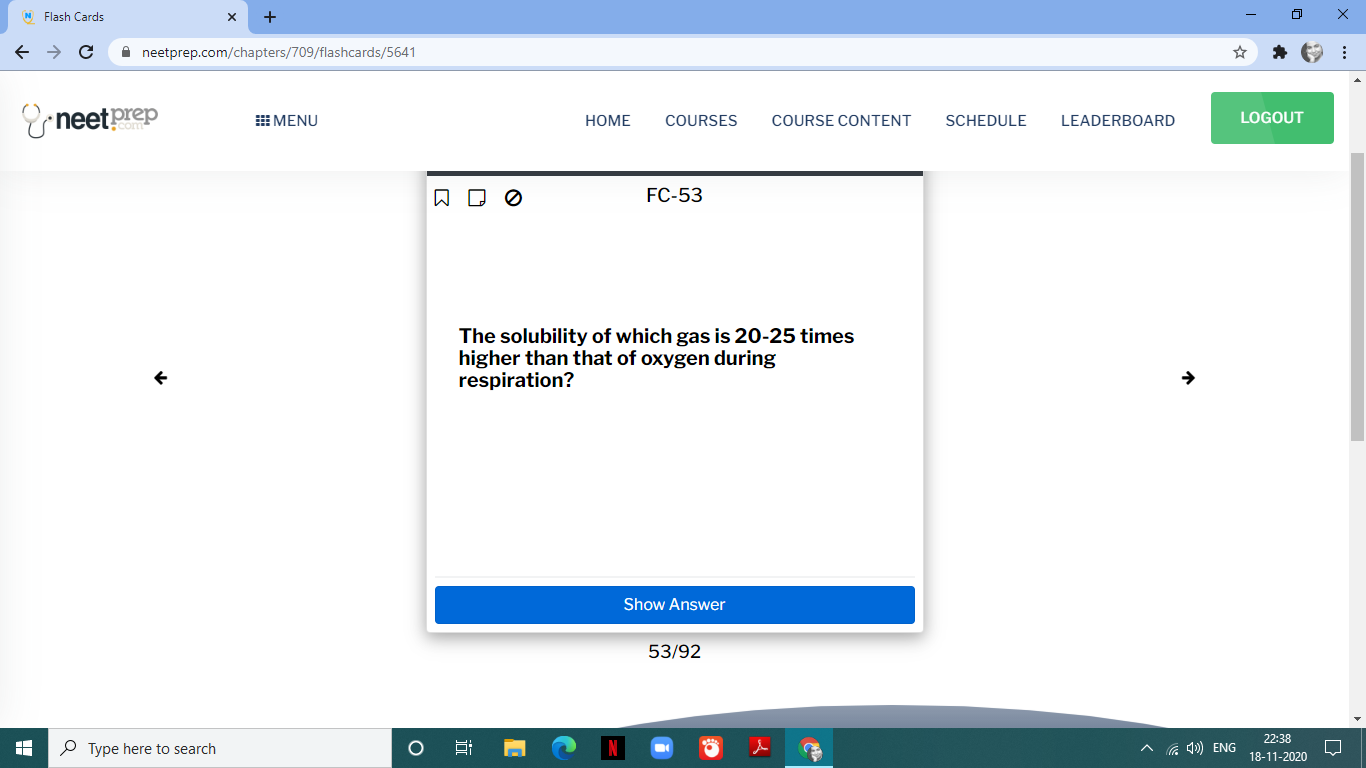 Flash Cards
neetprep.com/chapters/709/flashcards/5641
neetprep
.com
MENU
HOME
COURSES
COURSE CONTENT
SCHEDULE
LEADERBOARD
LOGOUT
FC-53
The solubility of which gas is 20-25 times
higher than that of oxygen during
respiration?
Show Answer
53/92
Type here to search
ENG
22:38
18-11-2020